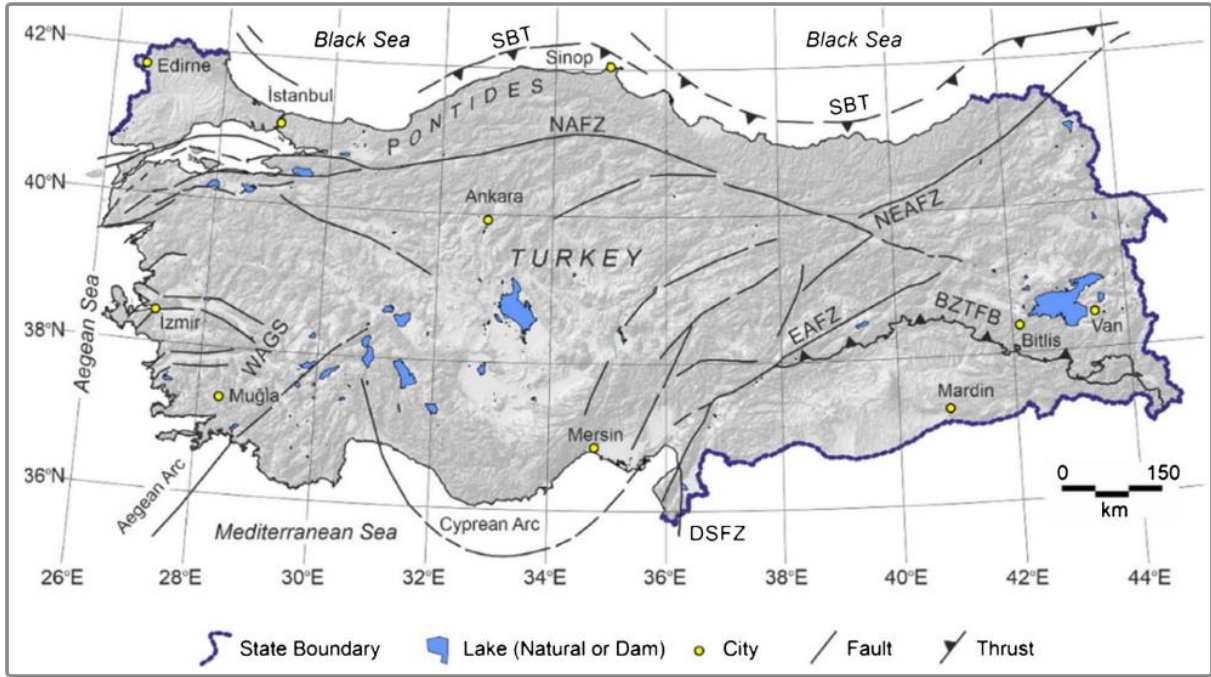 42°N
Black Sea
SBT
Black Sea
Edirne
Sinop
İstanbul
PONTIDES
NAFZ
SBT
40°N
Ankara
NEAFZ
TURKEY
Aegean Sea
İzmir
WAGS
EAFZ
BZTFB
Van
Bitlis
38°N
Muğla
Mardin
Mersin
36°N
Aegean Arc
Mediterranean Sea
Cyprean Arc
DSFZ
0 150
km
26°E 28°E 30°E 32°E 34°E 36°E 38°E 40°E 42°E 44°E
State Boundary Lake (Natural or Dam) City Fault Thrust